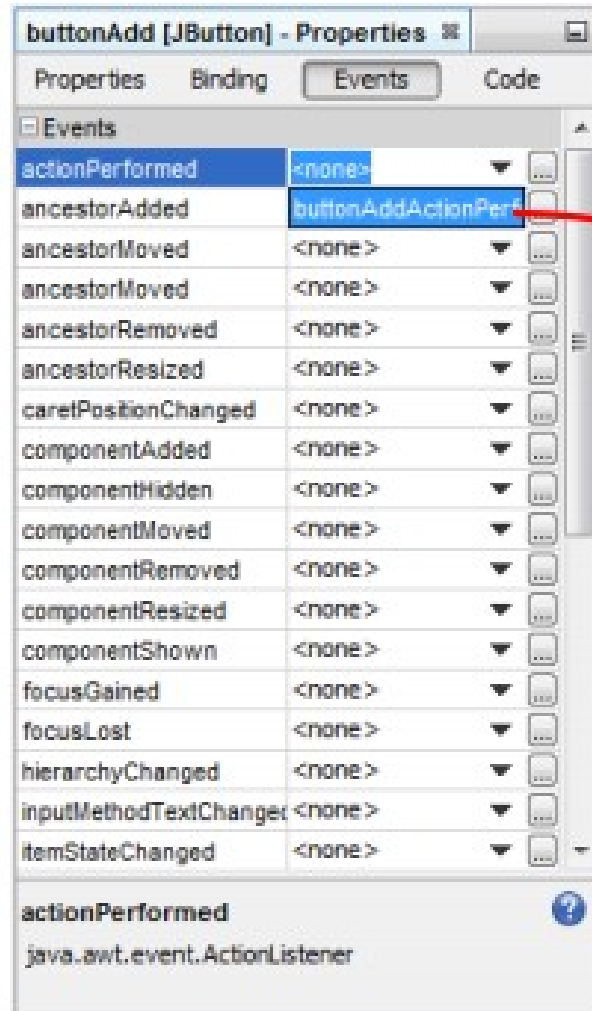 buttonAdd [JButton] - Properties
Properties Binding Events Code
Events
actionPerformed <none> ...
ancestorAdded buttonAddActionPerf ...
ancestorMoved <none> ...
ancestorMoved <none> ...
ancestorRemoved <none> ...
ancestorResized <none> ...
caretPositionChanged <none> ...
componentAdded <none> ...
componentHidden <none> ...
componentMoved <none> ...
componentRemoved <none> ...
componentResized <none> ...
componentShown <none> ...
focusGained <none> ...
focusLost <none> ...
hierarchyChanged <none> ...
inputMethodTextChanged <none> ...
itemStateChanged <none> ...
actionPerformed ?
java.awt.event.ActionListener